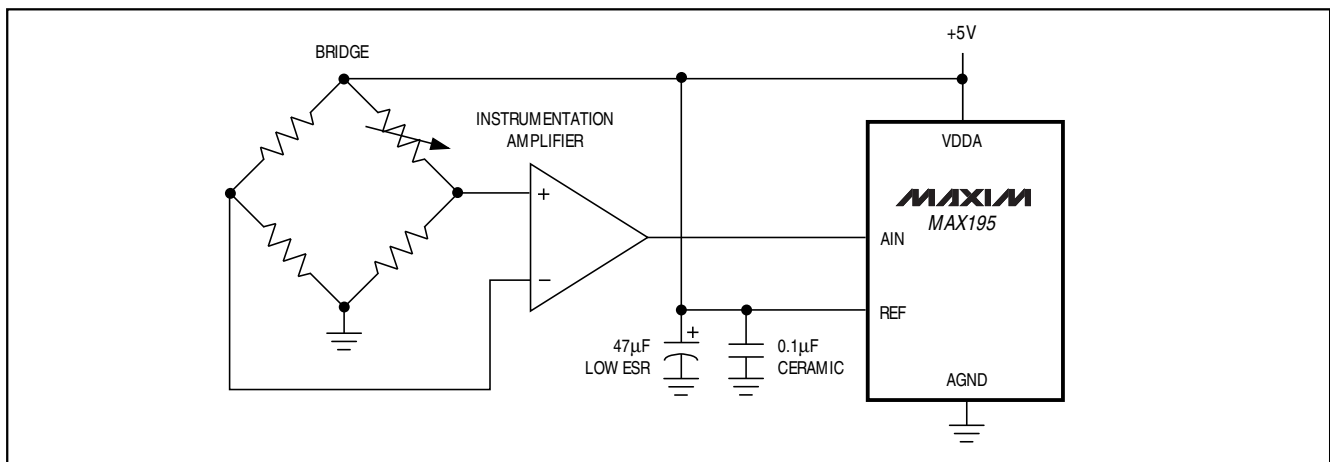 +5V
BRIDGE
INSTRUMENTATION
AMPLIFIER
VDDA
MAXIM
MAX195
+
−
AIN
REF
+
47µF
LOW ESR
0.1µF
CERAMIC
AGND